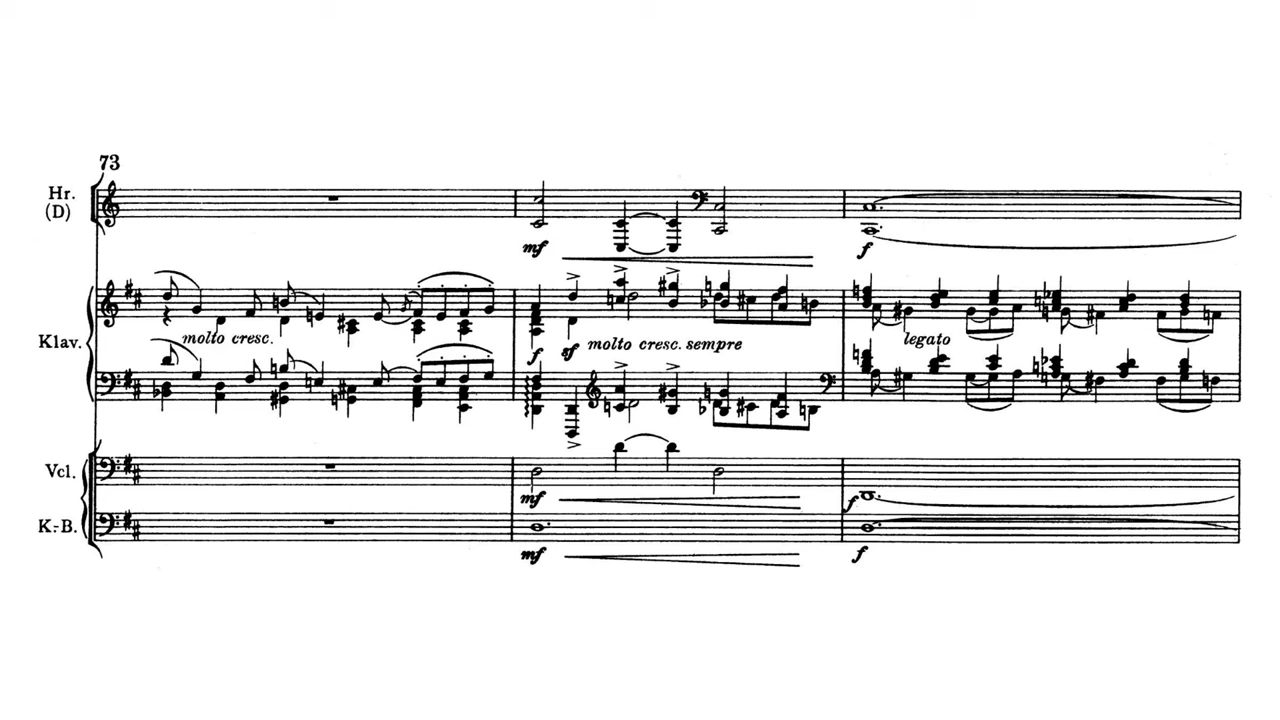 73
Hr.
(D)
mf
f
Klav.
molto cresc.
f sf molto cresc. sempre
legato
Vcl.
mf
f
K.-B.
mf
f